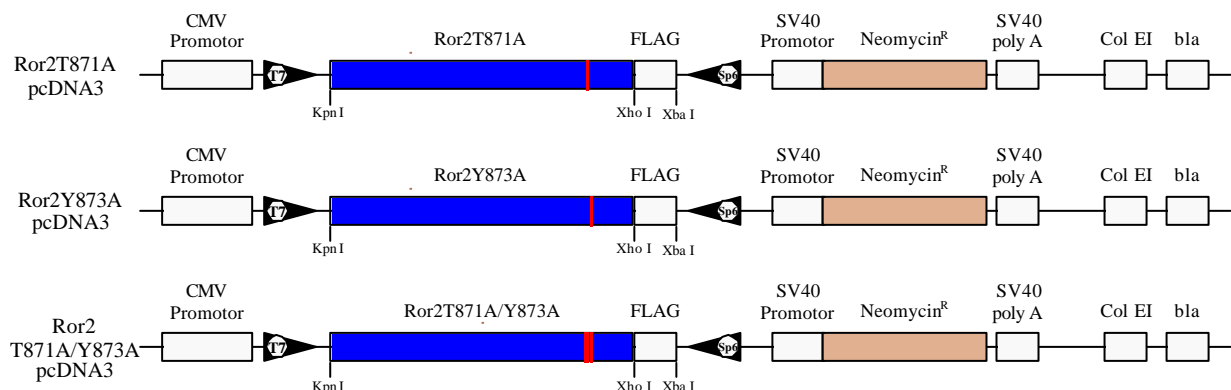 CMV
Promotor
Ror2T871A
FLAG
SV40
Promotor
Neomycinᴿ
SV40
poly A
Col EI
bla
Ror2T871A
pcDNA3
T7
Sp6
Kpn I
Xho I
Xba I
CMV
Promotor
Ror2Y873A
FLAG
SV40
Promotor
Neomycinᴿ
SV40
poly A
Col EI
bla
Ror2Y873A
pcDNA3
T7
Sp6
Kpn I
Xho I
Xba I
CMV
Promotor
Ror2T871A/Y873A
FLAG
SV40
Promotor
Neomycinᴿ
SV40
poly A
Col EI
bla
Ror2
T871A/Y873A
pcDNA3
T7
Sp6
Kpn I
Xho I
Xba I